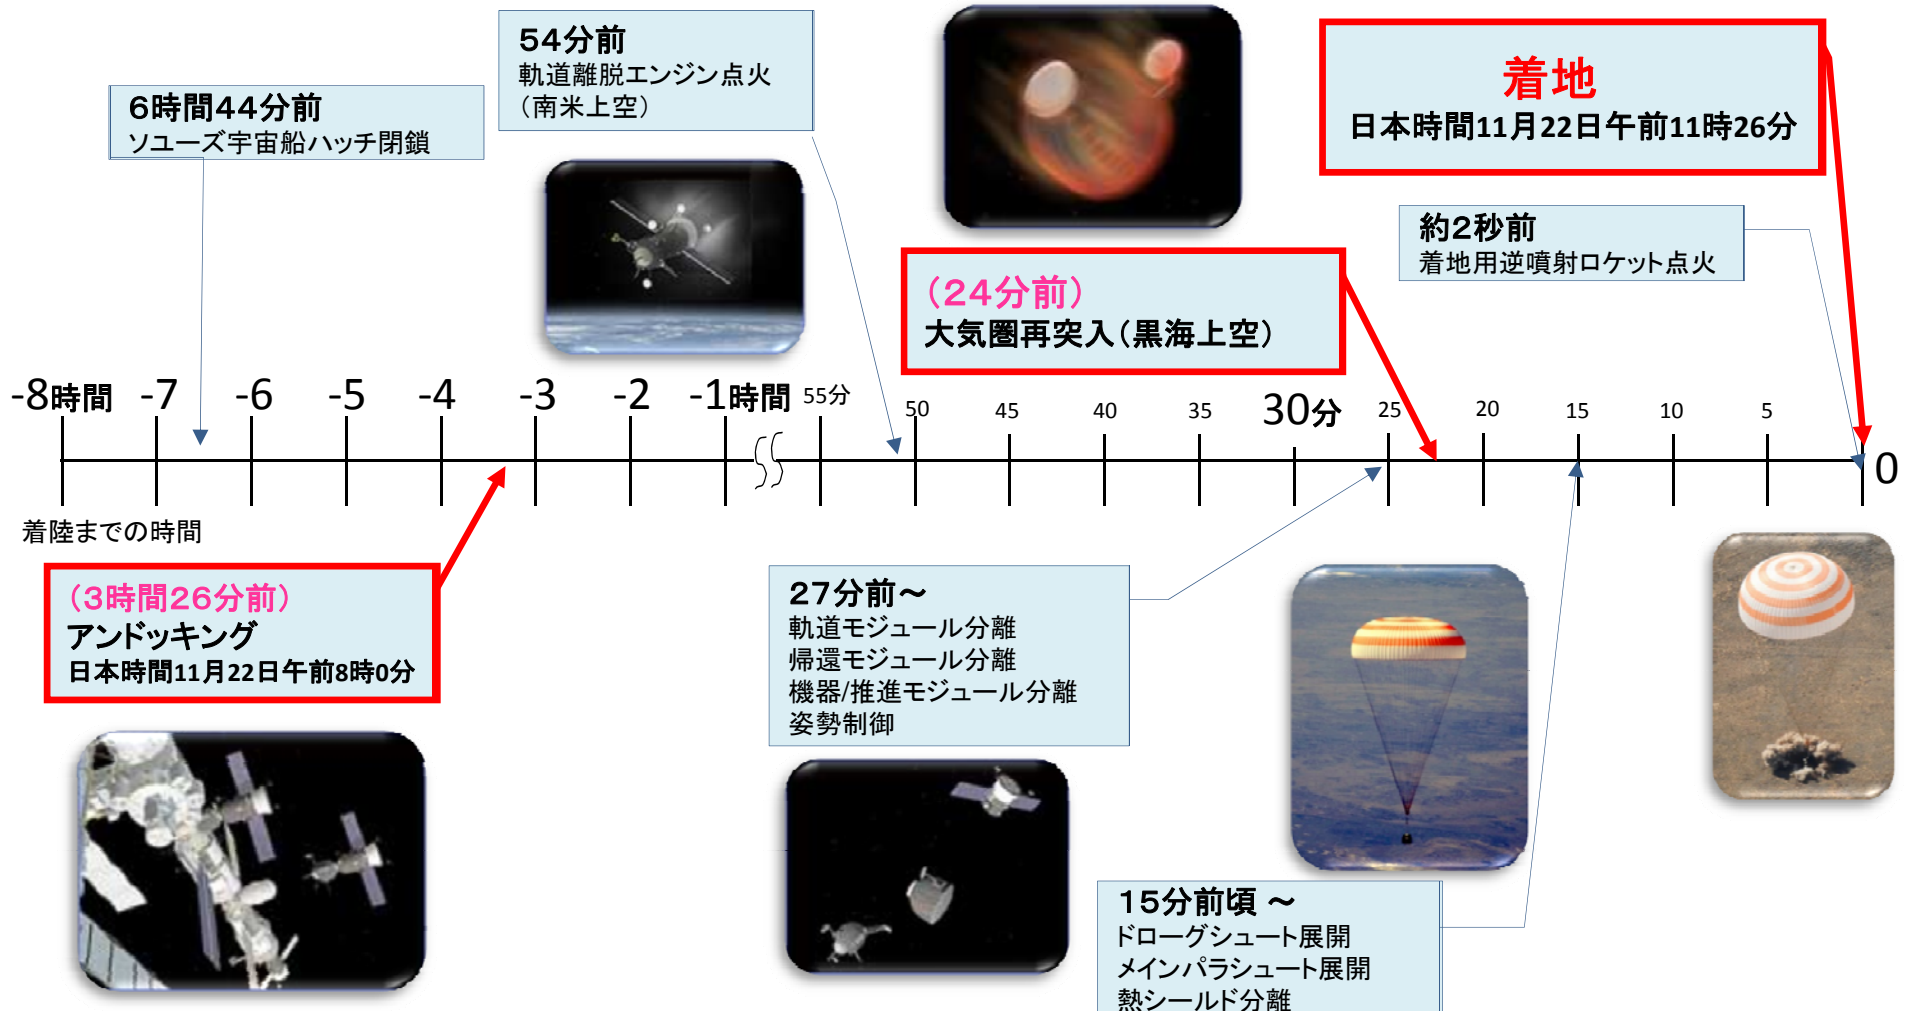 54分前
軌道離脱エンジン点火
（南米上空）
6時間44分前
ソユーズ宇宙船ハッチ閉鎖
着地
日本時間11月22日午前11時26分
約2秒前
着地用逆噴射ロケット点火
（24分前）
大気圏再突入（黒海上空）
-8時間 -7 -6 -5 -4 -3 -2 -1時間 55分 50 45 40 35 30分 25 20 15 10 5 0
着陸までの時間
（3時間26分前）
アンドッキング
日本時間11月22日午前8時0分
27分前～
軌道モジュール分離
帰還モジュール分離
機器/推進モジュール分離
姿勢制御
15分前頃 ～
ドローグシュート展開
メインパラシュート展開
熱シールド分離